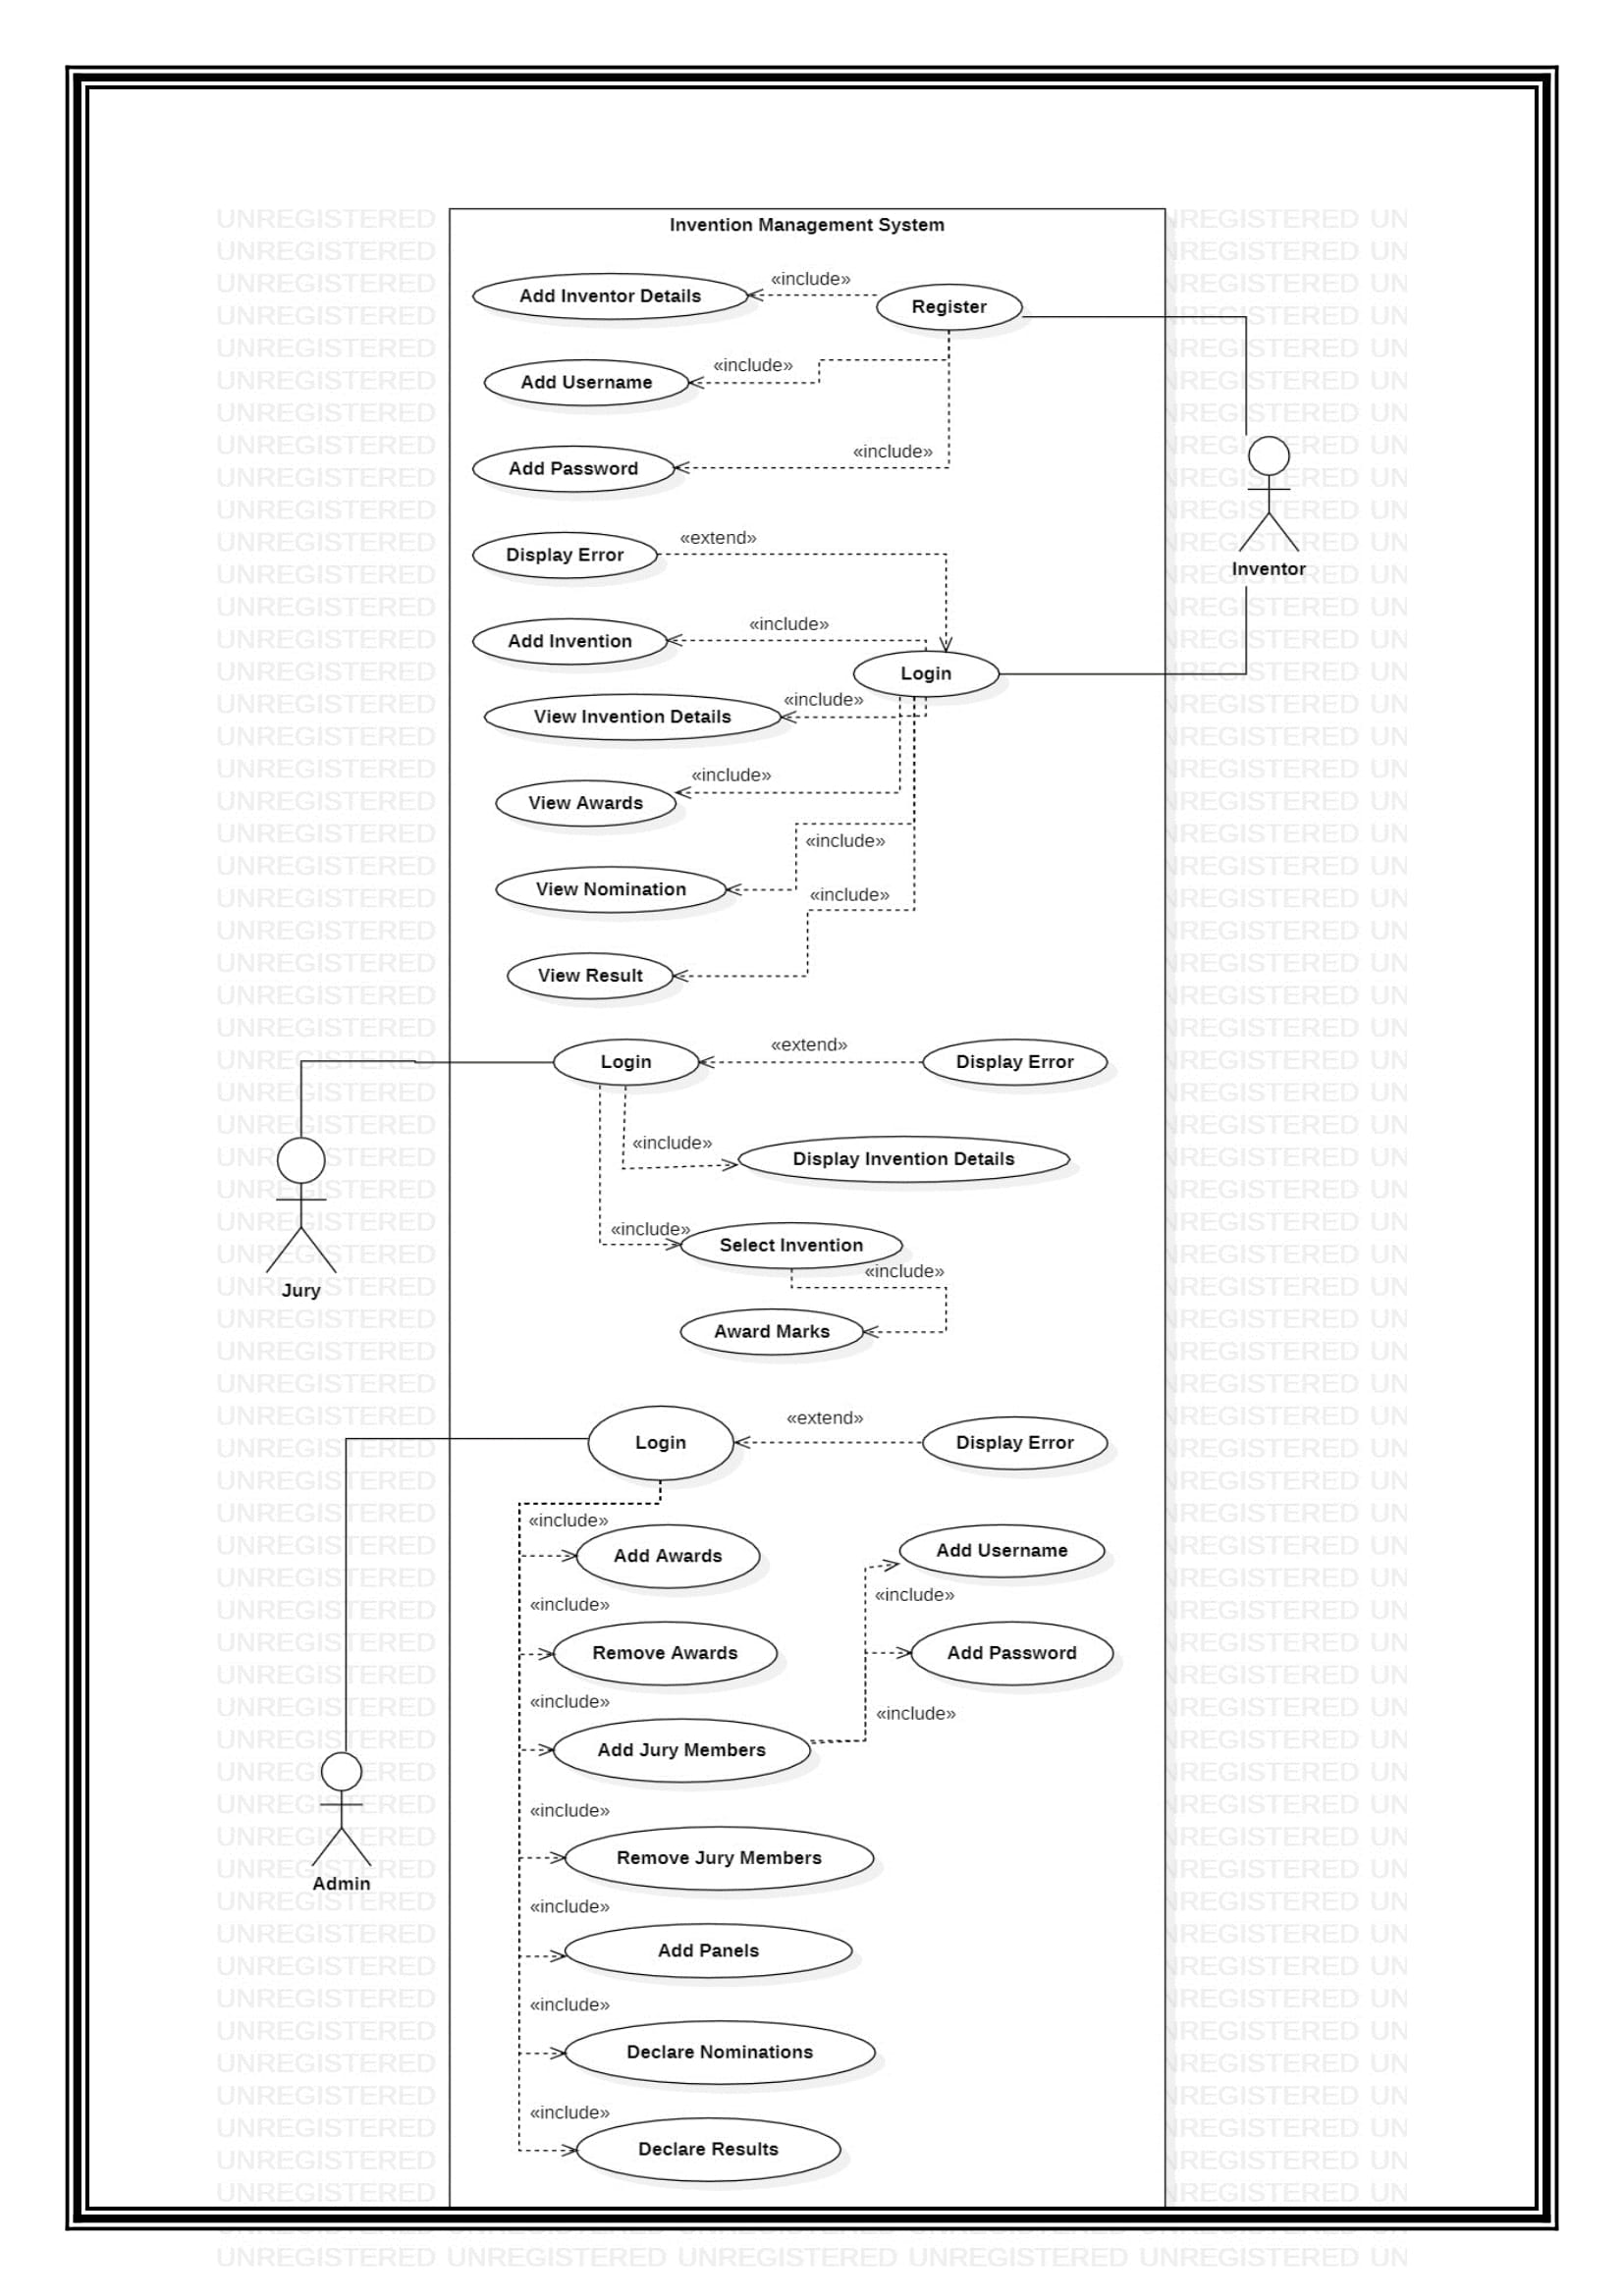 Invention Management System
«include»
Add Inventor Details
Register
«include»
Add Username
«include»
Add Password
«extend»
Display Error
Inventor
«include»
Add Invention
Login
«include»
View Invention Details
«include»
View Awards
«include»
View Nomination
«include»
View Result
Login
«extend»
Display Error
«include»
Display Invention Details
«include»
Select Invention
«include»
Jury
Award Marks
Login
«extend»
Display Error
«include»
Add Awards
Add Username
«include»
«include»
Remove Awards
Add Password
«include»
«include»
Add Jury Members
«include»
Remove Jury Members
Admin
«include»
Add Panels
«include»
Declare Nominations
«include»
Declare Results
UNREGISTERED UNREGISTERED UNREGISTERED UNREGISTERED UNREGISTERED UN